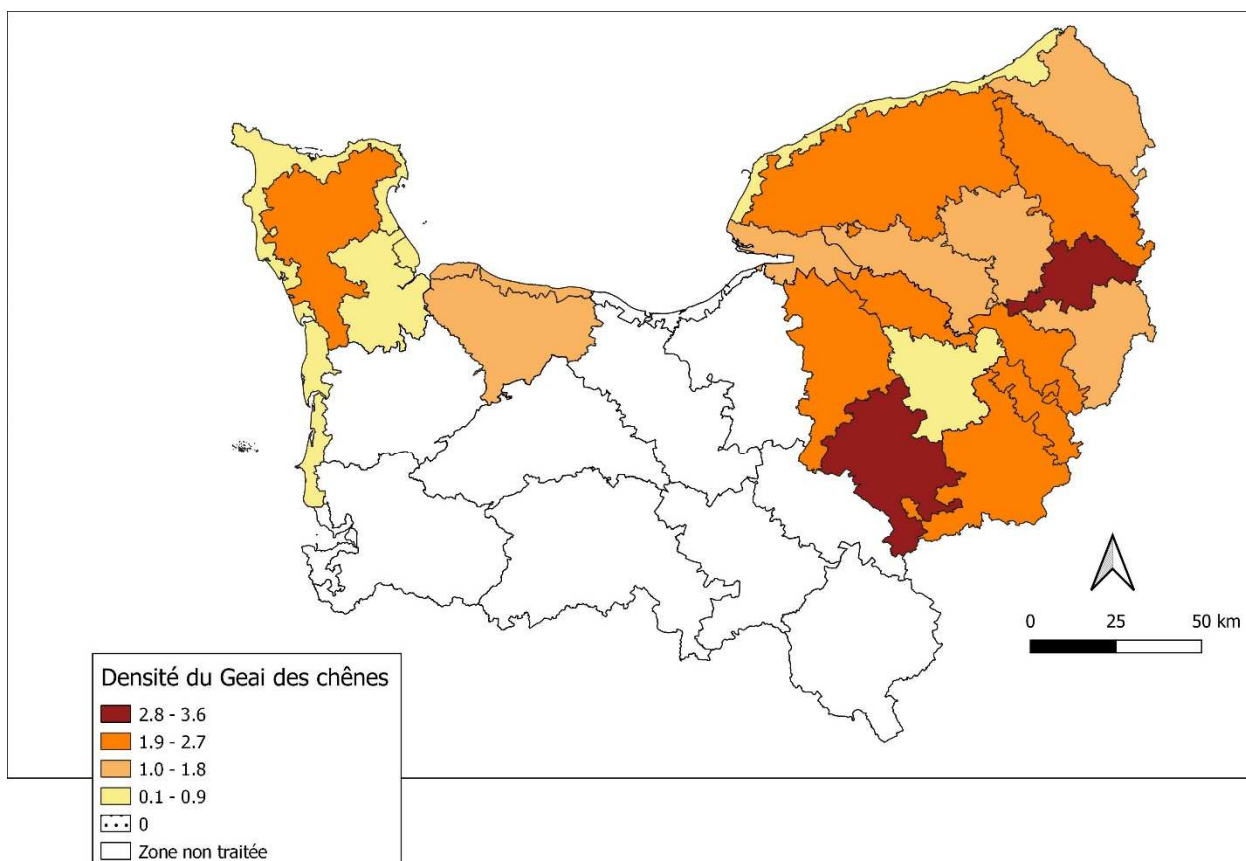 0 25 50 km
Densité du Geai des chênes
2.8 - 3.6
1.9 - 2.7
1.0 - 1.8
0.1 - 0.9
0
Zone non traitée